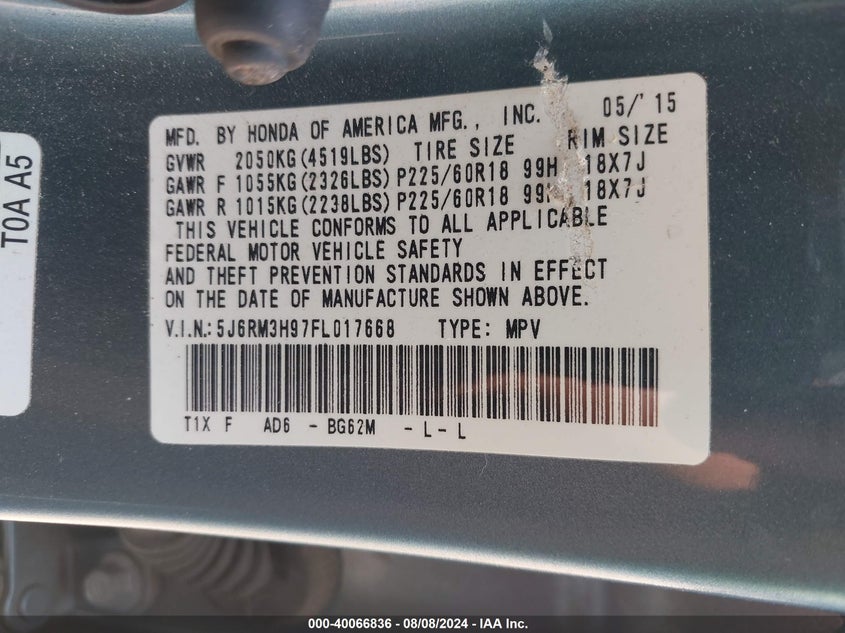 MFD. BY HONDA OF AMERICA MFG., INC. 05/'15
GVWR 2050KG(4519LBS) TIRE SIZE RIM SIZE
GAWR F 1055KG(2326LBS) P225/60R18 99H 18X7J
GAWR R 1015KG(2238LBS) P225/60R18 18X7J
THIS VEHICLE CONFORMS TO ALL APPLICABLE
FEDERAL MOTOR VEHICLE SAFETY
AND THEFT PREVENTION STANDARDS IN EFFECT
ON THE DATE OF MANUFACTURE SHOWN ABOVE.
V.I.N.:5J6RM3H97FL017668 TYPE: MPV
T1X F AD6 - BG62M - L - L
T0A A5
000-40066836 - 08/08/2024 - IAA Inc.